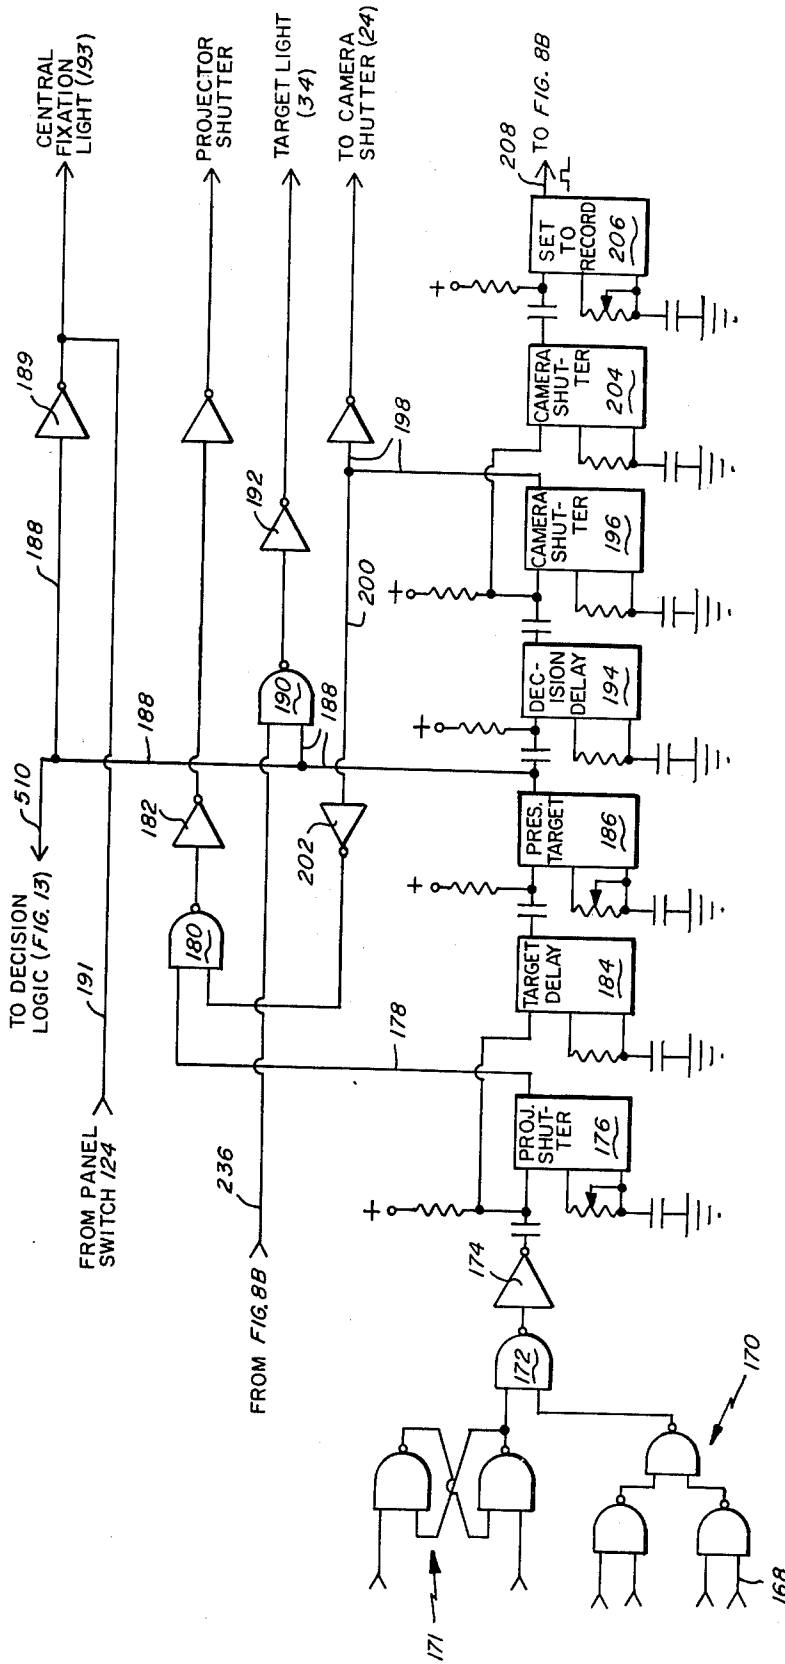 CENTRAL
FIXATION
LIGHT (193)
PROJECTOR
SHUTTER
TARGET LIGHT
(34)
TO CAMERA
SHUTTER (24)
TO FIG. 8B
208
189
188
510
TO DECISION
LOGIC (FIG. 13)
191
FROM PANEL
SWITCH 124
188
182
180
192
190
188
198
200
202
178
236
FROM FIG. 8B
SET
TO
RECORD
206
+
CAMERA
SHUT-
TER
204
CAMERA
SHUT-
TER
196
+
DEC-
ISION
DELAY
194
+
PRES.
TARGET
186
+
TARGET
DELAY
184
PROJ.
SHUT-
TER
176
+
174
172
170
171
168